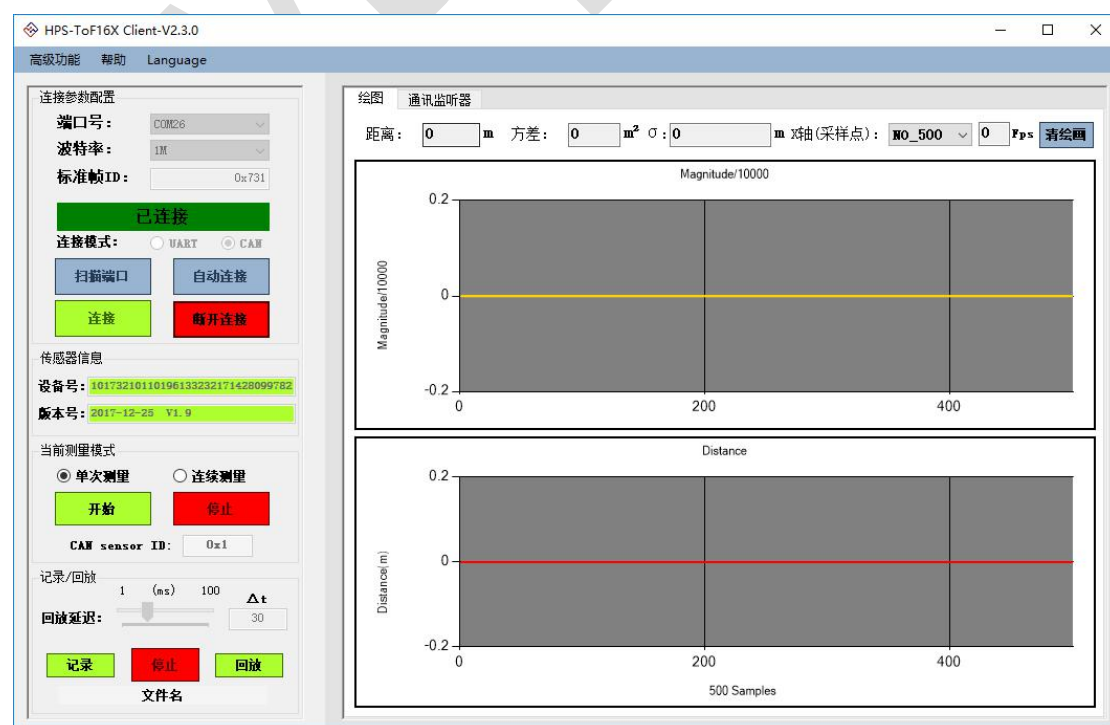 HPS-ToF16X Client-V2.3.0
高级功能 帮助 Language
连接参数配置
端口号: COM26
波特率: 1M
标准帧ID: 0x731
已连接
连接模式: UART CAN
扫描端口 自动连接
连接 断开连接
传感器信息
设备号: 10173210110196133232171428099782
版本号: 2017-12-25 V1.9
当前测量模式
单次测量 连续测量
开始 停止
CAN sensor ID: 0x1
记录/回放
1 (ms) 100 Δt
回放延迟: 30
记录 停止 回放
文件名
绘图 通讯监听器
距离: 0 m 方差: 0 m² σ: 0 m X轴(采样点): NO_500 0 Fps 清绘画
Magnitude/10000
Magnitude/10000
0.2
0
-0.2
0 200 400
Distance
Distance(m)
0.2
0
-0.2
0 200 400
500 Samples